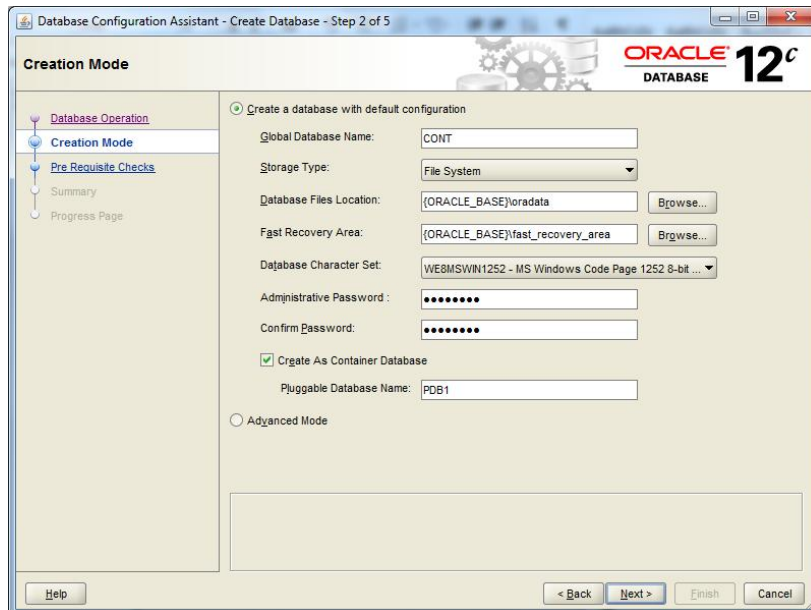 Database Configuration Assistant - Create Database - Step 2 of 5
Creation Mode
ORACLE
DATABASE
12c
Database Operation
Creation Mode
Pre Requisite Checks
Summary
Progress Page
Create a database with default configuration
Global Database Name: CONT
Storage Type: File System
Database Files Location: {ORACLE_BASE}\oradata Browse...
Fast Recovery Area: {ORACLE_BASE}\fast_recovery_area Browse...
Database Character Set: WE8MSWIN1252 - MS Windows Code Page 1252 8-bit ...
Administrative Password : ●●●●●●●●
Confirm Password: ●●●●●●●●
Create As Container Database
Pluggable Database Name: PDB1
Advanced Mode
Help < Back Next > Finish Cancel